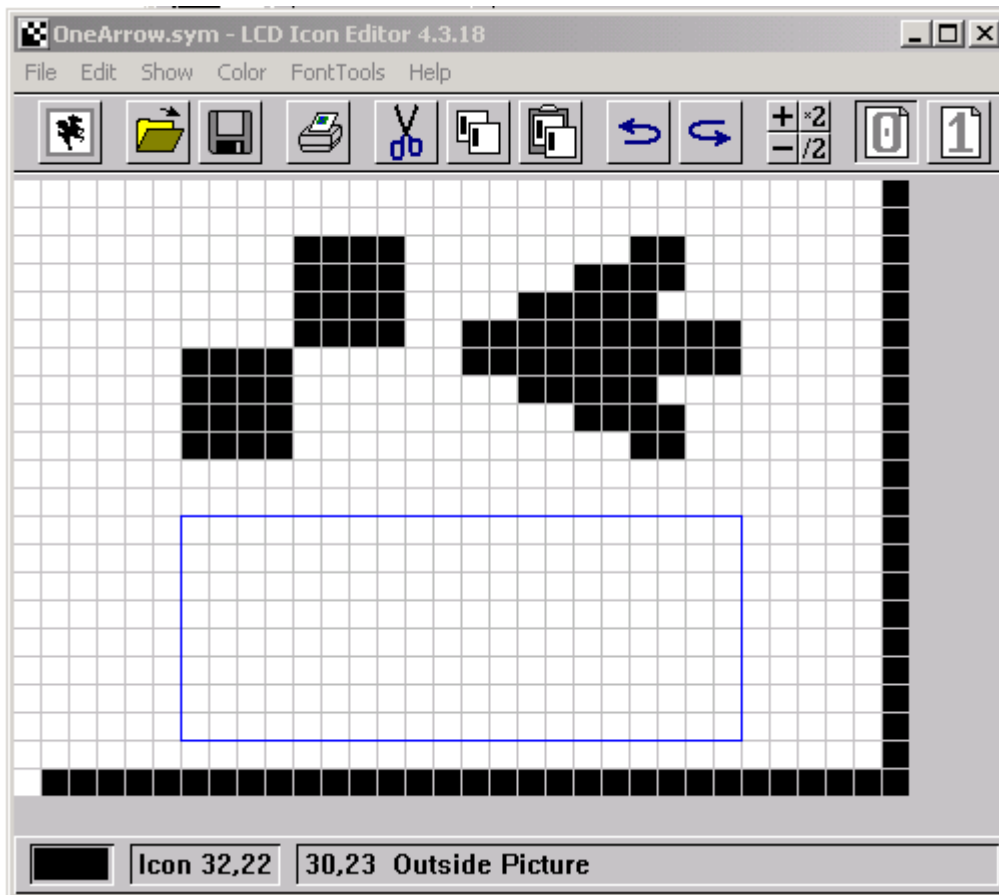 OneArrow.sym - LCD Icon Editor 4.3.18
File Edit Show Color FontTools Help
+ ×2 0 1
− /2
Icon 32,22 30,23 Outside Picture